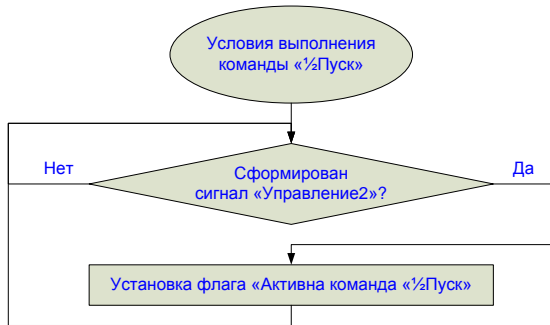 Условия выполнения
команды «½Пуск»
Нет
Сформирован
сигнал «Управление2»?
Да
Установка флага «Активна команда «½Пуск»